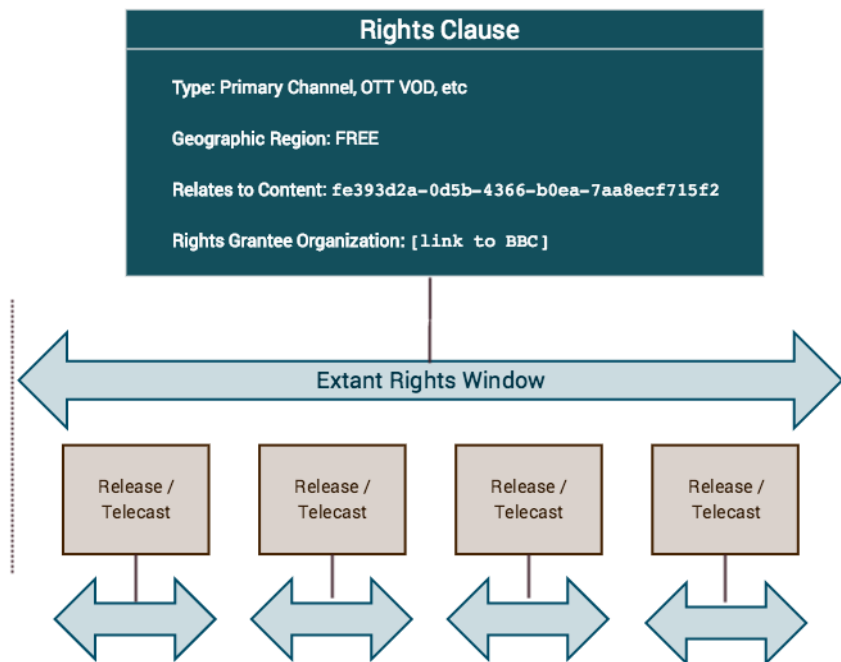 Rights Clause
Type: Primary Channel, OTT VOD, etc
Geographic Region: FREE
Relates to Content: fe393d2a-0d5b-4366-b0ea-7aa8ecf715f2
Rights Grantee Organization: [link to BBC]
Extant Rights Window
Release /
Telecast
Release /
Telecast
Release /
Telecast
Release /
Telecast